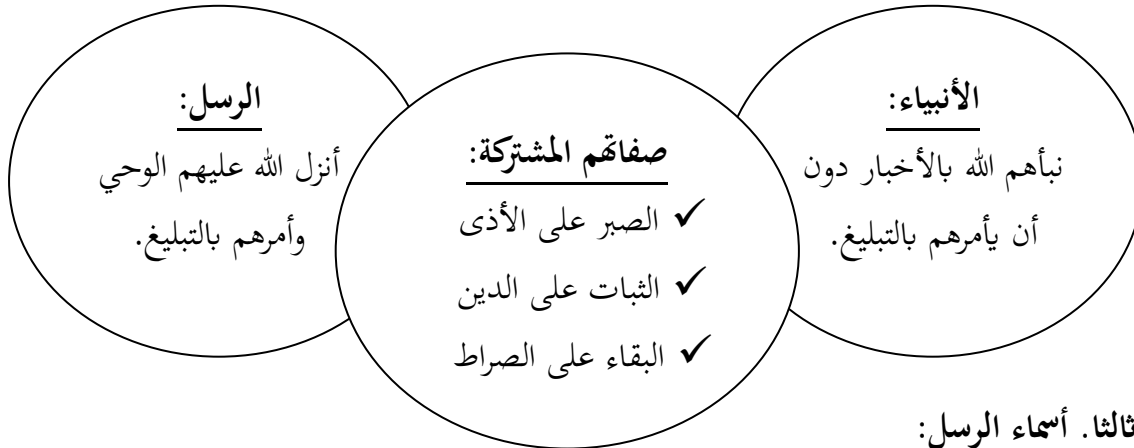 الأنبياء:
نبأهم الله بالأخبار دون
أن يأمرهم بالتبليغ.
صفاتهم المشتركة:
✓ الصبر على الأذى
✓ الثبات على الدين
✓ البقاء على الصراط
الرسل:
أنزل الله عليهم الوحي
وأمرهم بالتبليغ.
ثالثا. أسماء الرسل: